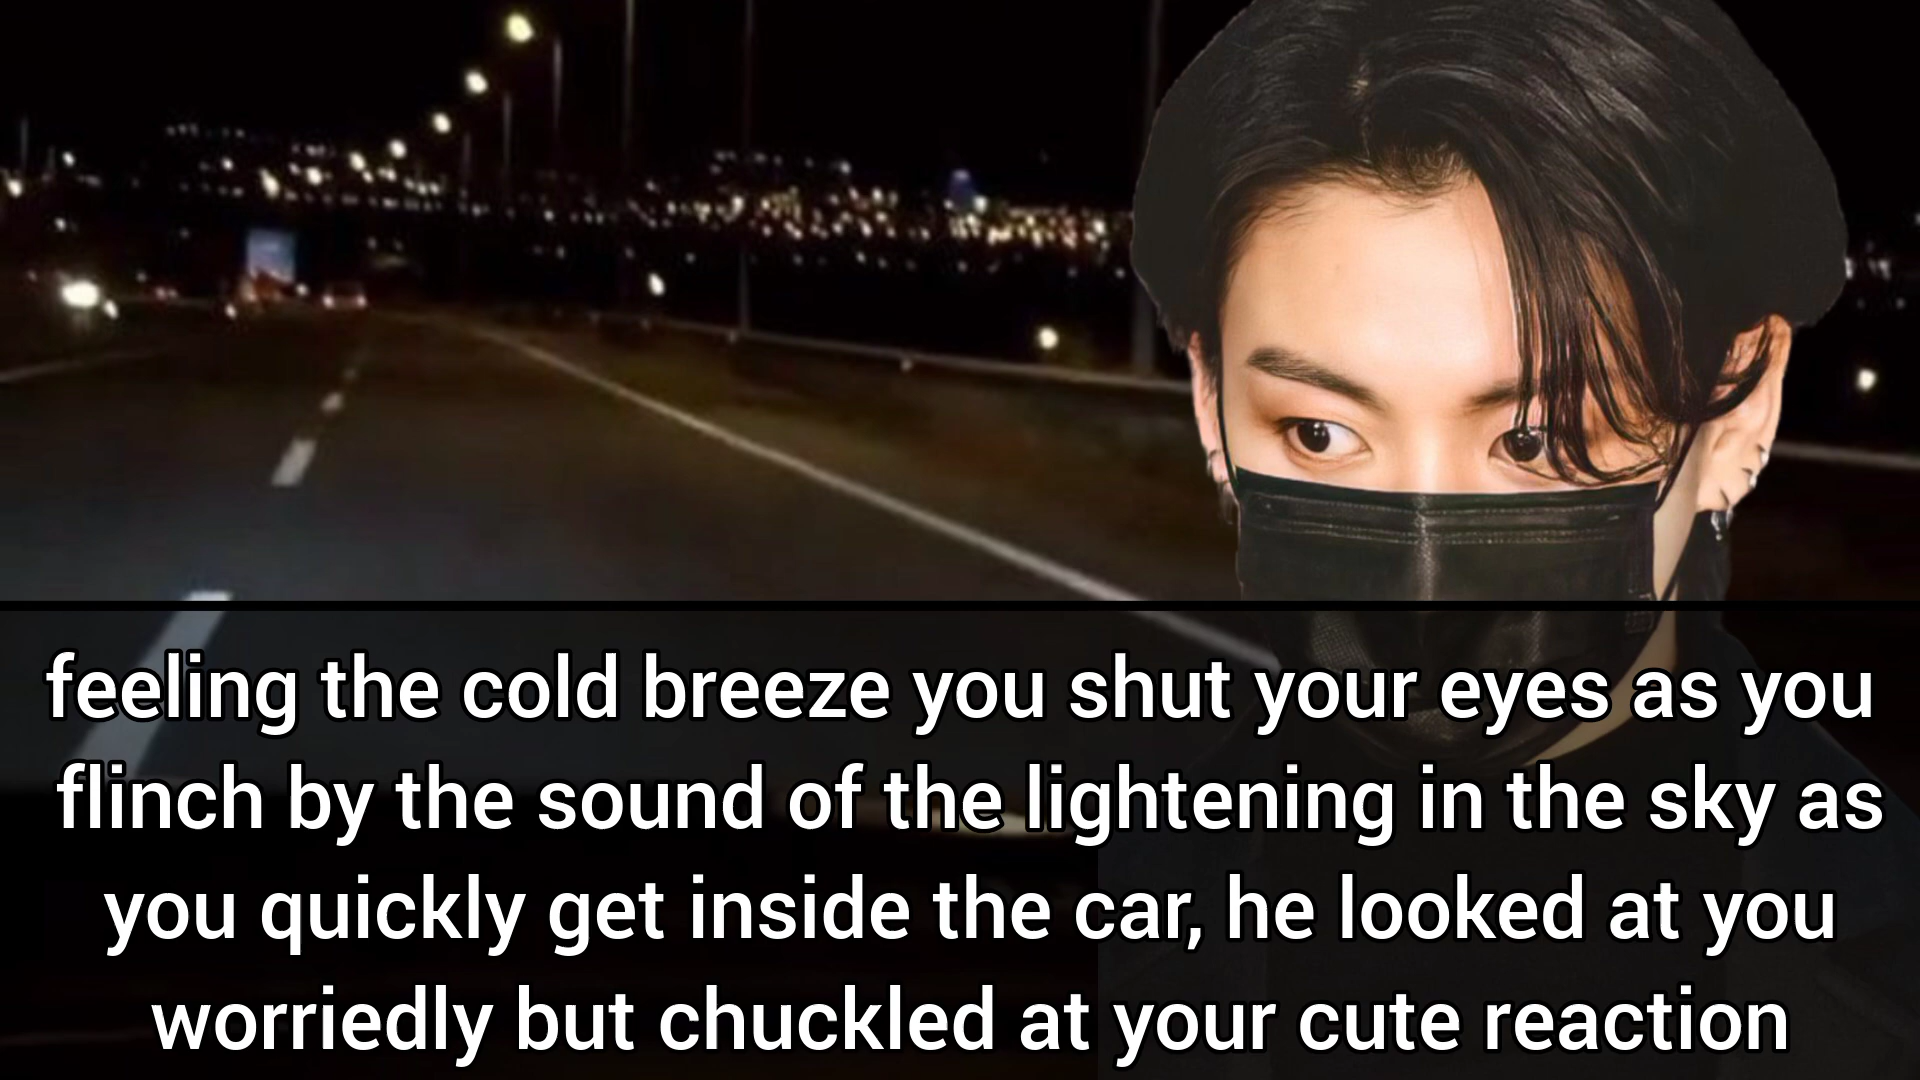 feeling the cold breeze you shut your eyes as you
flinch by the sound of the lightening in the sky as
you quickly get inside the car, he looked at you
worriedly but chuckled at your cute reaction